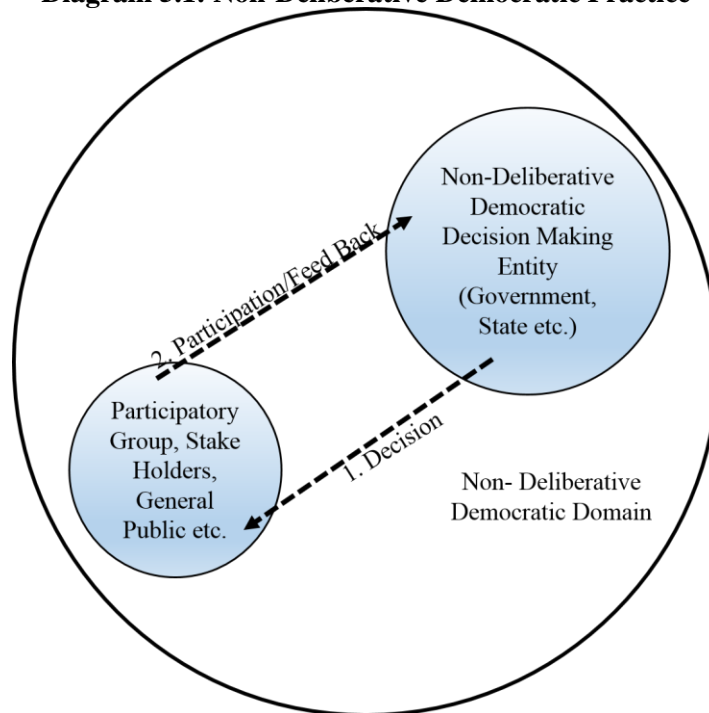 Diagram 3.1: Non-Deliberative Democratic Practice
Non-Deliberative
Democratic
Decision Making
Entity
(Government,
State etc.)
2. Participation/Feed Back
Participatory
Group, Stake
Holders,
General
Public etc.
1. Decision
Non- Deliberative
Democratic Domain